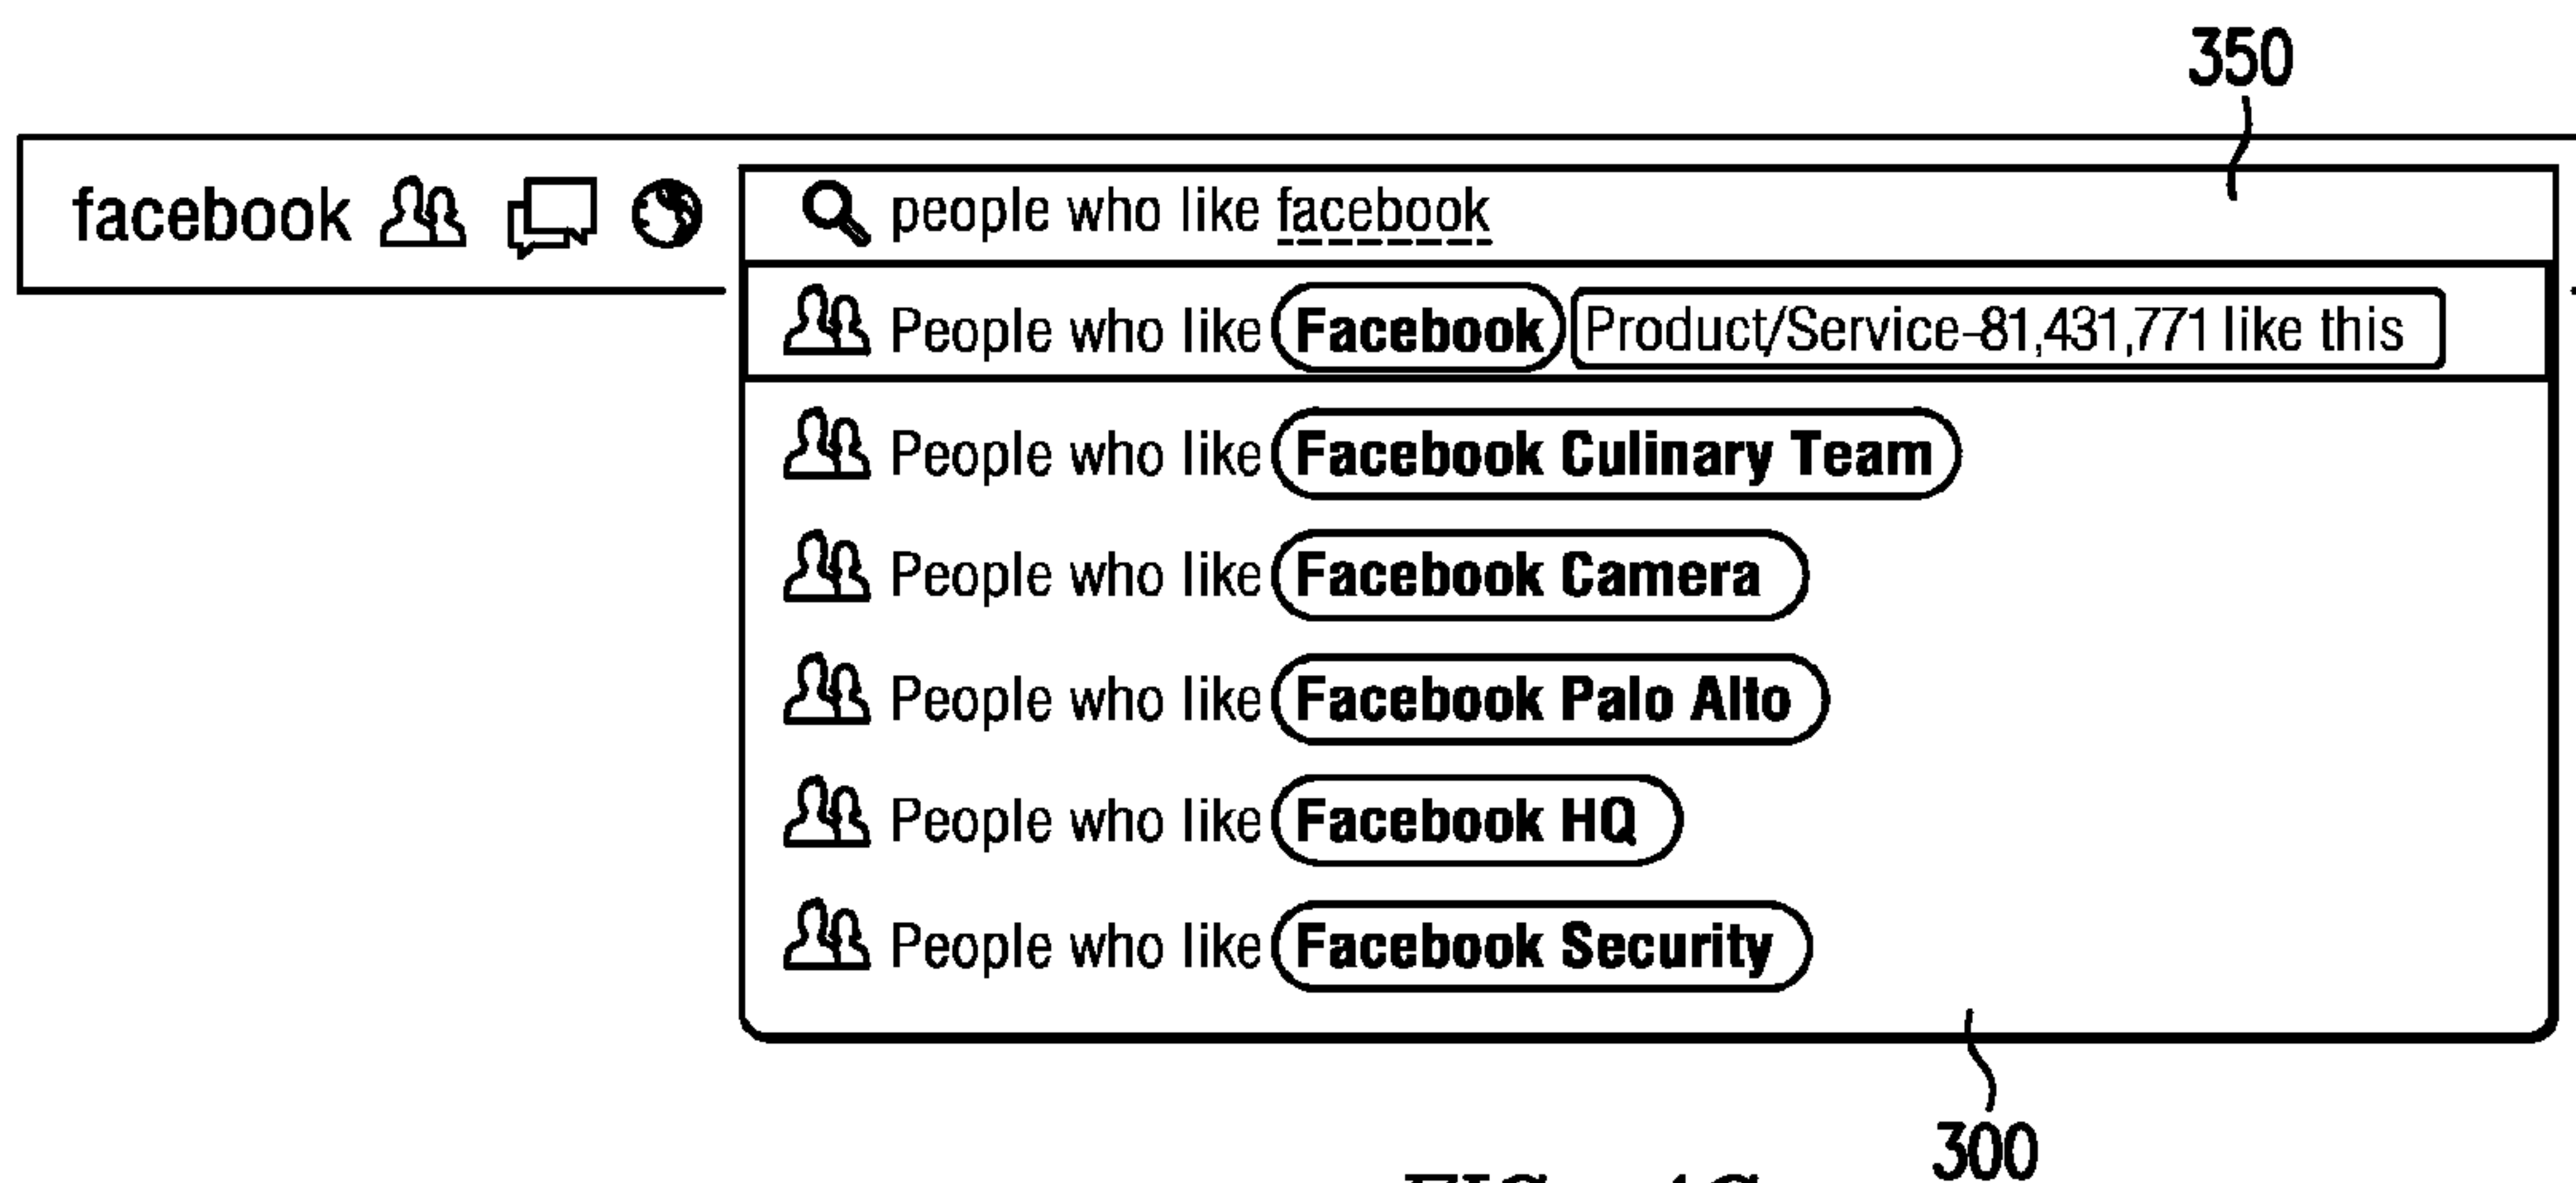 350
facebook people who like facebook
People who like Facebook Product/Service-81,431,771 like this
People who like Facebook Culinary Team
People who like Facebook Camera
People who like Facebook Palo Alto
People who like Facebook HQ
People who like Facebook Security
300